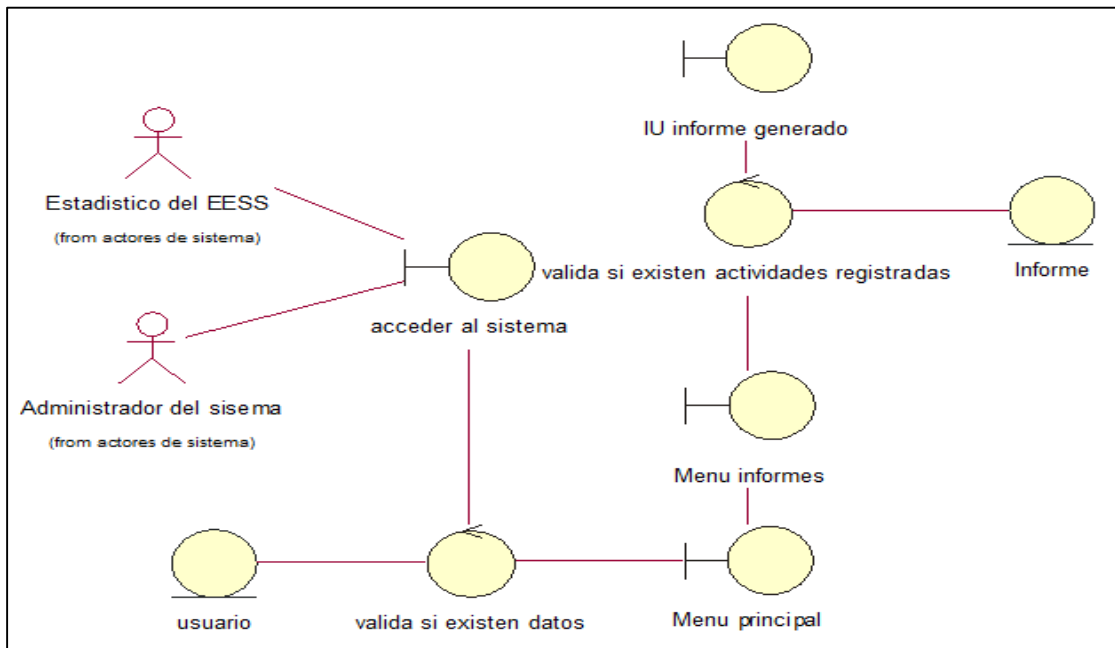 IU informe generado
Estadistico del EESS
(from actores de sistema)
valida si existen actividades registradas
Informe
acceder al sistema
Administrador del sisema
(from actores de sistema)
Menu informes
usuario
valida si existen datos
Menu principal